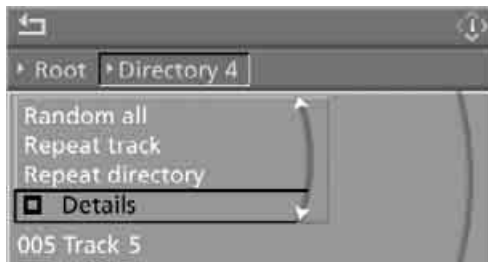 Root Directory 4
Random all
Repeat track
Repeat directory
Details
005 Track 5